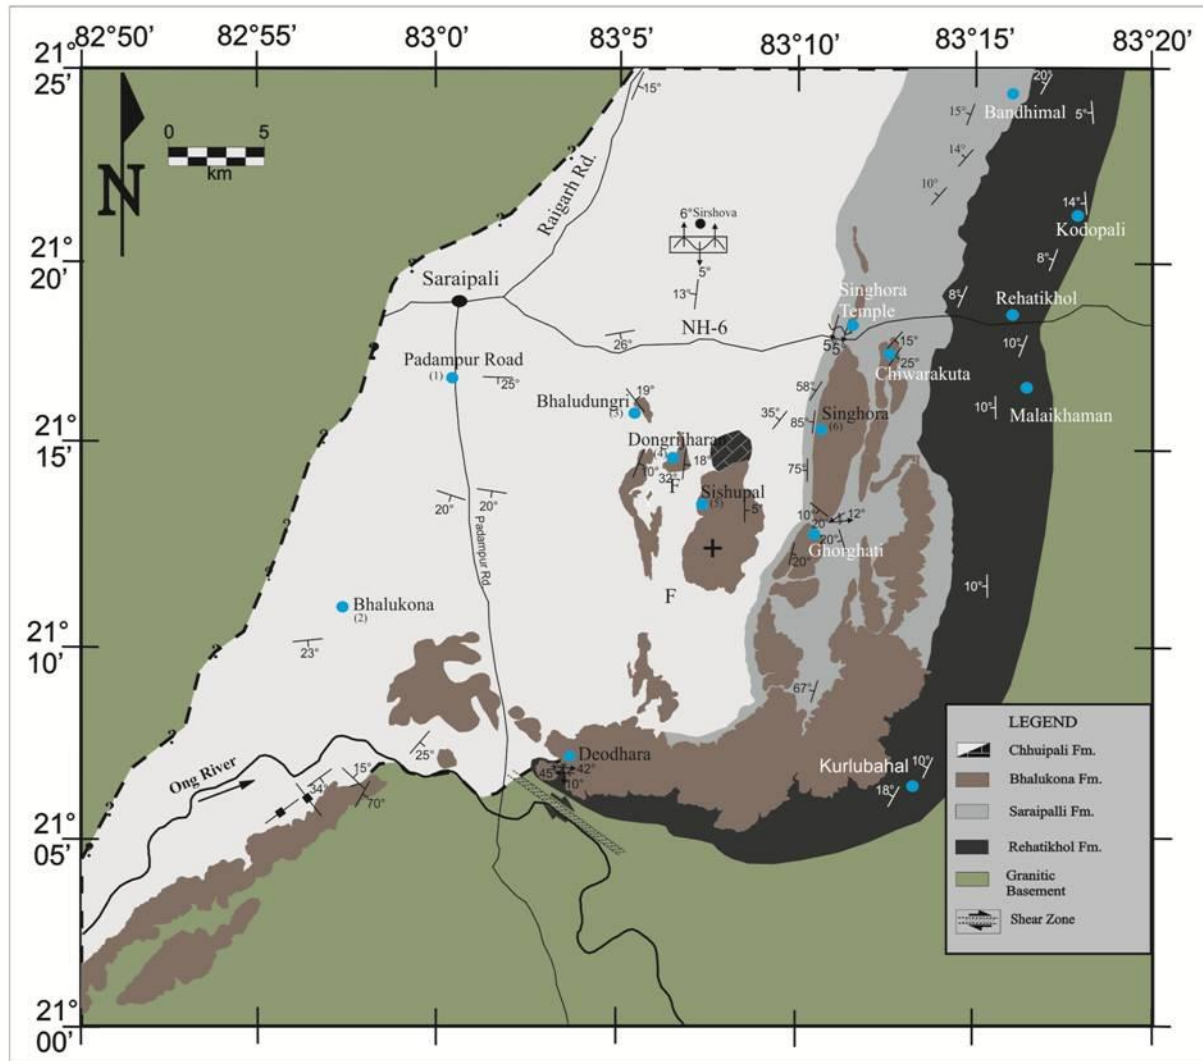 82°50’ 82°55’ 83°0’ 83°5’ 83°10’ 83°15’ 83°20’
21°
25’
0 5
km
N
Raigarh Rd.
15°
20°
Bandhimal
15°
5°
14°
10°
14°
Kodopali
6° Sirshova
5°
13°
8°
21°
20’
Saraipali
NH-6
26°
Singhora
Temple
8°
Rehatikhol
55°
15°
25°
Chiwarakuta
10°
Malaikhaman
10°
Padampur Road
(1)
25°
Bhaludungri
(3)
19°
58°
35°
85°
Singhora
(6)
21°
15’
Dongrijharan
(4)
10°
32°
18°
F
75°
Sishupal
(5)
5°
20°
20°
Padampur Rd.
10°
20°
12°
20°
Ghorghati
20°
10°
F
Bhalukona
(2)
23°
21°
10’
67°
25°
Deodhara
45°
42°
10°
Ong River
15°
34°
70°
Kurlubahal
10°
18°
21°
05’
21°
00’
? ? ? ? ? ? ? ? ? ?
LEGEND
Chhuipali Fm.
Bhalukona Fm.
Saraipalli Fm.
Rehatikhol Fm.
Granitic
Basement
Shear Zone